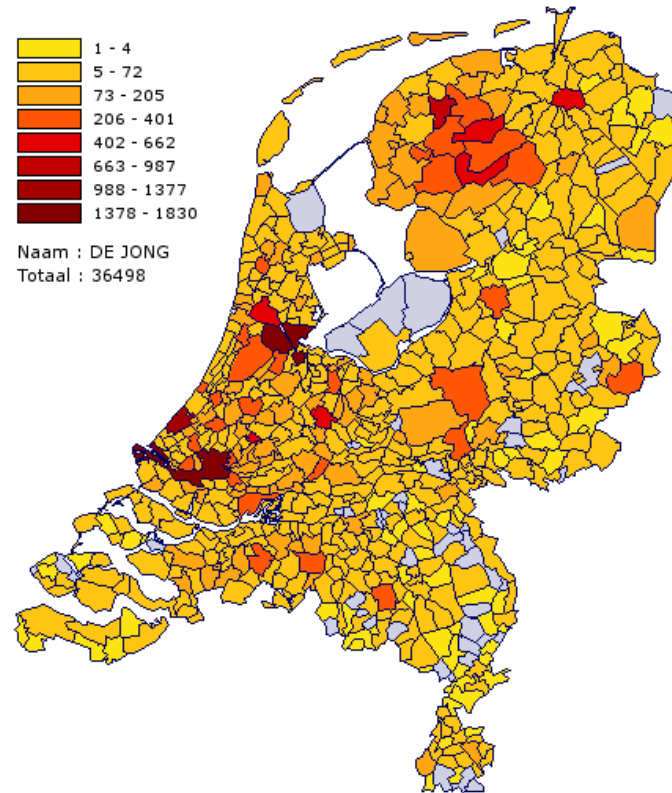 1 - 4
5 - 72
73 - 205
206 - 401
402 - 662
663 - 987
988 - 1377
1378 - 1830
Naam : DE JONG
Totaal : 36498